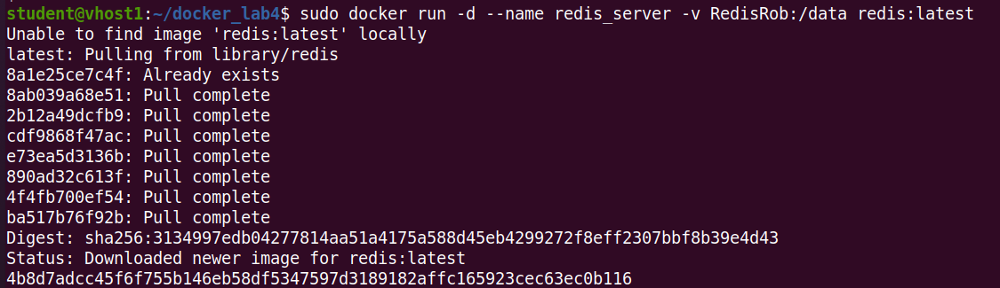 student@vhost1:~/docker_lab4$ sudo docker run -d --name redis_server -v RedisRob:/data redis:latest
Unable to find image 'redis:latest' locally
latest: Pulling from library/redis
8a1e25ce7c4f: Already exists
8ab039a68e51: Pull complete
2b12a49dcfb9: Pull complete
cdf9868f47ac: Pull complete
e73ea5d3136b: Pull complete
890ad32c613f: Pull complete
4f4fb700ef54: Pull complete
ba517b76f92b: Pull complete
Digest: sha256:3134997edb04277814aa51a4175a588d45eb4299272f8eff2307bbf8b39e4d43
Status: Downloaded newer image for redis:latest
4b8d7adcc45f6f755b146eb58df5347597d3189182affc165923cec63ec0b116